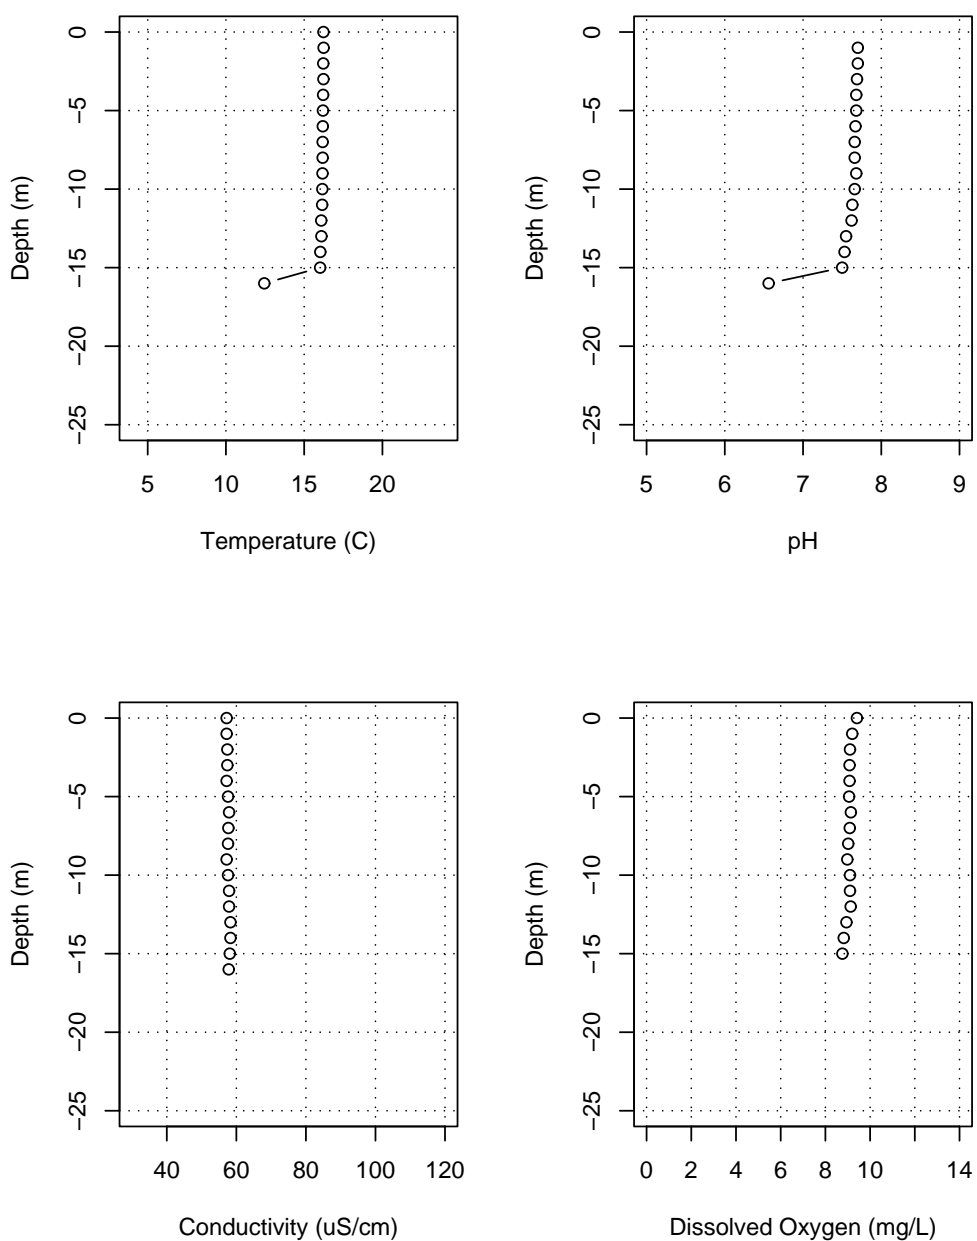 0
−5
−10
−15
−20
−25
Depth (m)
5 10 15 20
Temperature (C)
0
−5
−10
−15
−20
−25
Depth (m)
5 6 7 8 9
pH
0
−5
−10
−15
−20
−25
Depth (m)
40 60 80 100 120
Conductivity (uS/cm)
0
−5
−10
−15
−20
−25
Depth (m)
0 2 4 6 8 10 14
Dissolved Oxygen (mg/L)